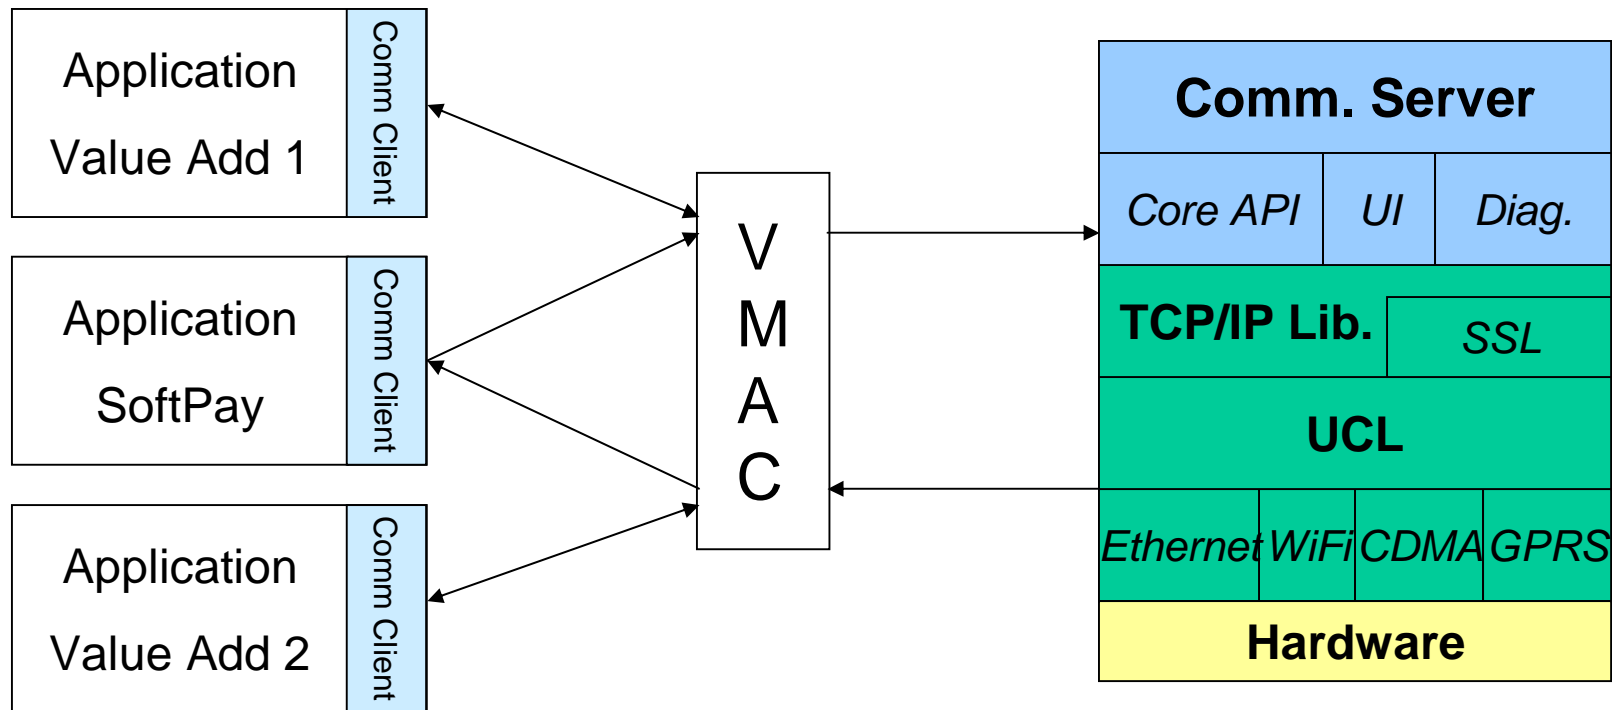 Application
Value Add 1
Comm Client
Application
SoftPay
Comm Client
Application
Value Add 2
Comm Client
V
M
A
C
Comm. Server
Core API UI Diag.
TCP/IP Lib. SSL
UCL
Ethernet WiFi CDMA GPRS
Hardware